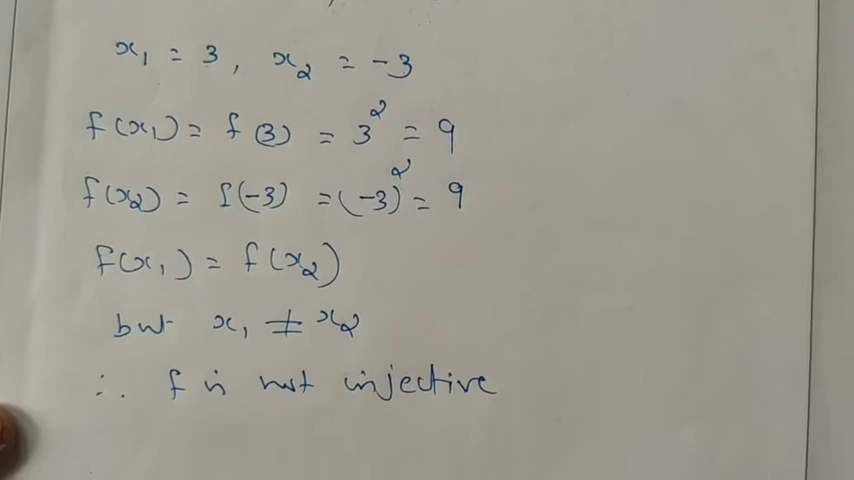 x₁ = 3, x₂ = -3
f(x₁) = f(3) = 3² = 9
f(x₂) = f(-3) = (-3)² = 9
f(x₁) = f(x₂)
but x₁ ≠ x₂
∴ f is not injective